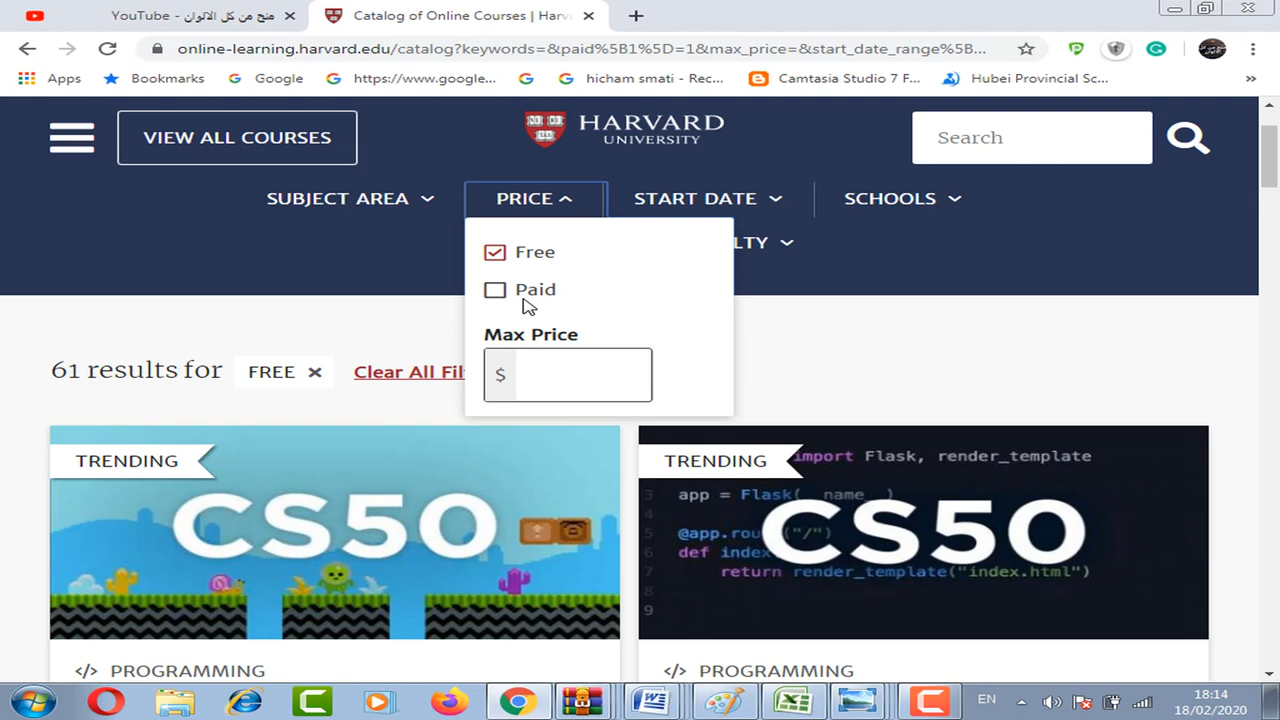 منح من كل الالوان - YouTube
Catalog of Online Courses | Harv
online-learning.harvard.edu/catalog?keywords=&paid%5B1%5D=1&max_price=&start_date_range%5B...
Apps
Bookmarks
Google
https://www.google...
hicham smati - Rec...
Camtasia Studio 7 F...
Hubei Provincial Sc...
»
VIEW ALL COURSES
HARVARD
UNIVERSITY
Search
SUBJECT AREA
PRICE
START DATE
SCHOOLS
LTY
Free
Paid
Max Price
$
61 results for
FREE
Clear All Fil
TRENDING
CS50
</> PROGRAMMING
TRENDING
import Flask, render_template
3 app = Flask(__name__)
4
CS50
5 @app.rou ("/")
6 def index
7 return render_template("index.html")
8
9
</> PROGRAMMING
EN
18:14
18/02/2020